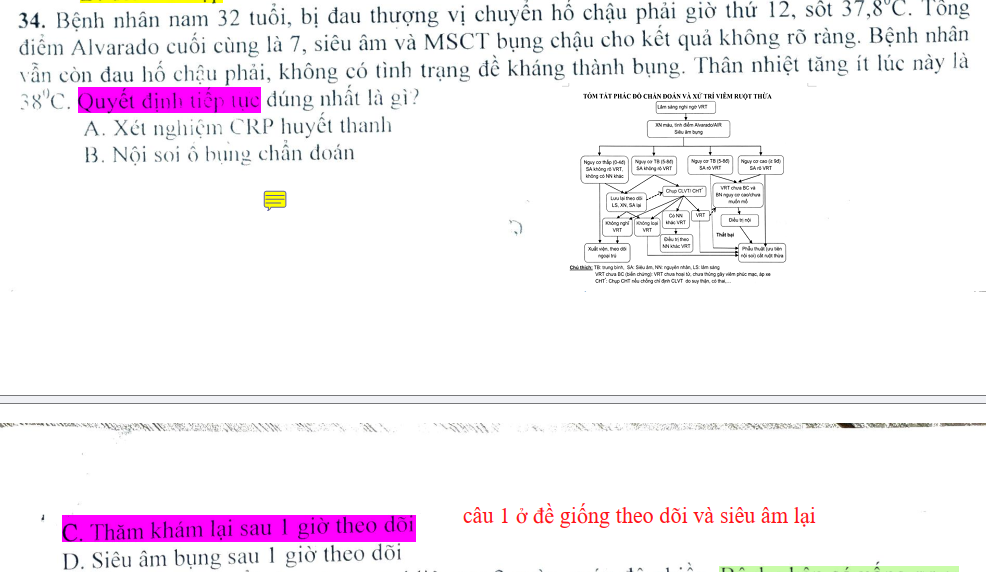 34. Bệnh nhân nam 32 tuổi, bị đau thượng vị chuyển hố chậu phải giờ thứ 12, sốt 37,8°C. Tổng
điểm Alvarado cuối cùng là 7, siêu âm và MSCT bụng chậu cho kết quả không rõ ràng. Bệnh nhân
vẫn còn đau hố chậu phải, không có tình trạng đề kháng thành bụng. Thân nhiệt tăng ít lúc này là
38⁰C. Quyết định tiếp tục đúng nhất là gì?
A. Xét nghiệm CRP huyết thanh
B. Nội soi ổ bụng chẩn đoán
TÓM TẮT PHÁC ĐỒ CHẨN ĐOÁN VÀ XỬ TRÍ VIÊM RUỘT THỪA
Lâm sàng nghi ngờ VRT
XN máu, tính điểm Alvarado/AIR
Siêu âm bụng
Nguy cơ thấp (0-4đ)
SA không rõ VRT,
không có NN khác
Nguy cơ TB (5-8đ)
SA không rõ VRT
Nguy cơ TB (5-8đ)
SA rõ VRT
Nguy cơ cao (≥ 9đ)
SA rõ VRT
Lưu lại theo dõi
LS, XN, SA lại
Chụp CLVT/ CHT
VRT chưa BC và
BN nguy cơ cao/chưa
muốn mổ
Không nghĩ
VRT
Không loại
VRT
Có NN
khác VRT
VRT
Điều trị nội
Thất bại
Xuất viện, theo dõi
ngoại trú
Điều trị theo
NN khác VRT
Phẫu thuật (ưu tiên
nội soi) cắt ruột thừa
Chú thích: TB: trung bình, SA: Siêu âm, NN: nguyên nhân, LS: lâm sàng
VRT chưa BC (biến chứng): VRT chưa hoại tử, chưa thủng gây viêm phúc mạc, áp xe
CHT: Chụp CHT nếu chống chỉ định CLVT do suy thận, có thai,...
C. Thăm khám lại sau 1 giờ theo dõi
câu 1 ở đề giống theo dõi và siêu âm lại
D. Siêu âm bụng sau 1 giờ theo dõi